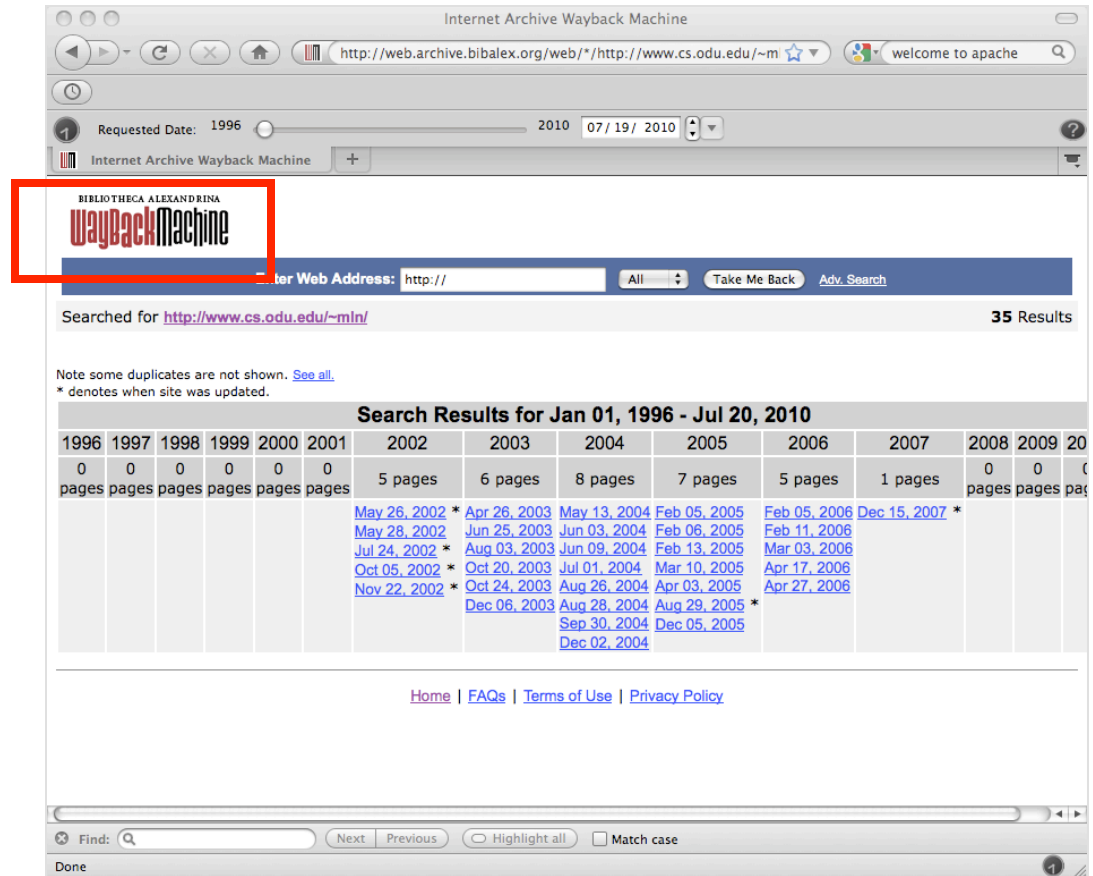 Internet Archive Wayback Machine
http://web.archive.bibalex.org/web/*/http://www.cs.odu.edu/~ml welcome to apache
Requested Date: 1996 2010 07/19/2010
Internet Archive Wayback Machine +
BIBLIOTHECA ALEXANDRINA
WayBackMachine
Enter Web Address: http:// All Take Me Back Adv. Search
Searched for http://www.cs.odu.edu/~mln/ 35 Results
Note some duplicates are not shown. See all.
* denotes when site was updated.
Search Results for Jan 01, 1996 - Jul 20, 2010
1996 1997 1998 1999 2000 2001 2002 2003 2004 2005 2006 2007 2008 2009 20
0 pages 0 pages 0 pages 0 pages 0 pages 0 pages 5 pages 6 pages 8 pages 7 pages 5 pages 1 pages 0 pages 0 pages
May 26, 2002 * Apr 26, 2003 May 13, 2004 Feb 05, 2005 Feb 05, 2006 Dec 15, 2007 *
May 28, 2002 Jun 25, 2003 Jun 03, 2004 Feb 06, 2005 Feb 11, 2006
Jul 24, 2002 * Aug 03, 2003 Jun 09, 2004 Feb 13, 2005 Mar 03, 2006
Oct 05, 2002 * Oct 20, 2003 Jul 01, 2004 Mar 10, 2005 Apr 17, 2006
Nov 22, 2002 * Oct 24, 2003 Aug 26, 2004 Apr 03, 2005 Apr 27, 2006
Dec 06, 2003 Aug 28, 2004 Aug 29, 2005 *
Sep 30, 2004 Dec 05, 2005
Dec 02, 2004
Home | FAQs | Terms of Use | Privacy Policy
Find: Next Previous Highlight all Match case
Done